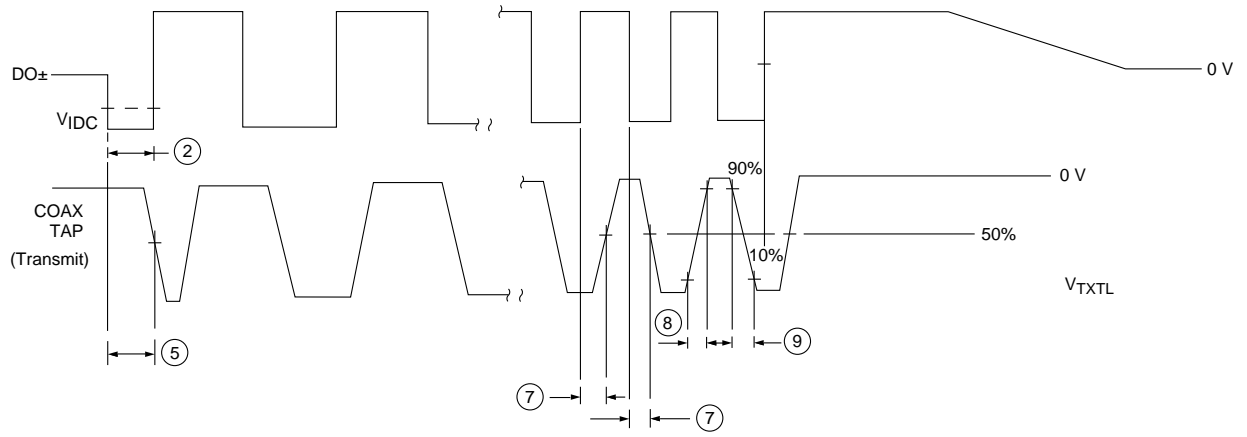 DO±
0 V
VIDC
2
90%
0 V
COAX
TAP
(Transmit)
50%
10%
VTXTL
8
9
5
7
7